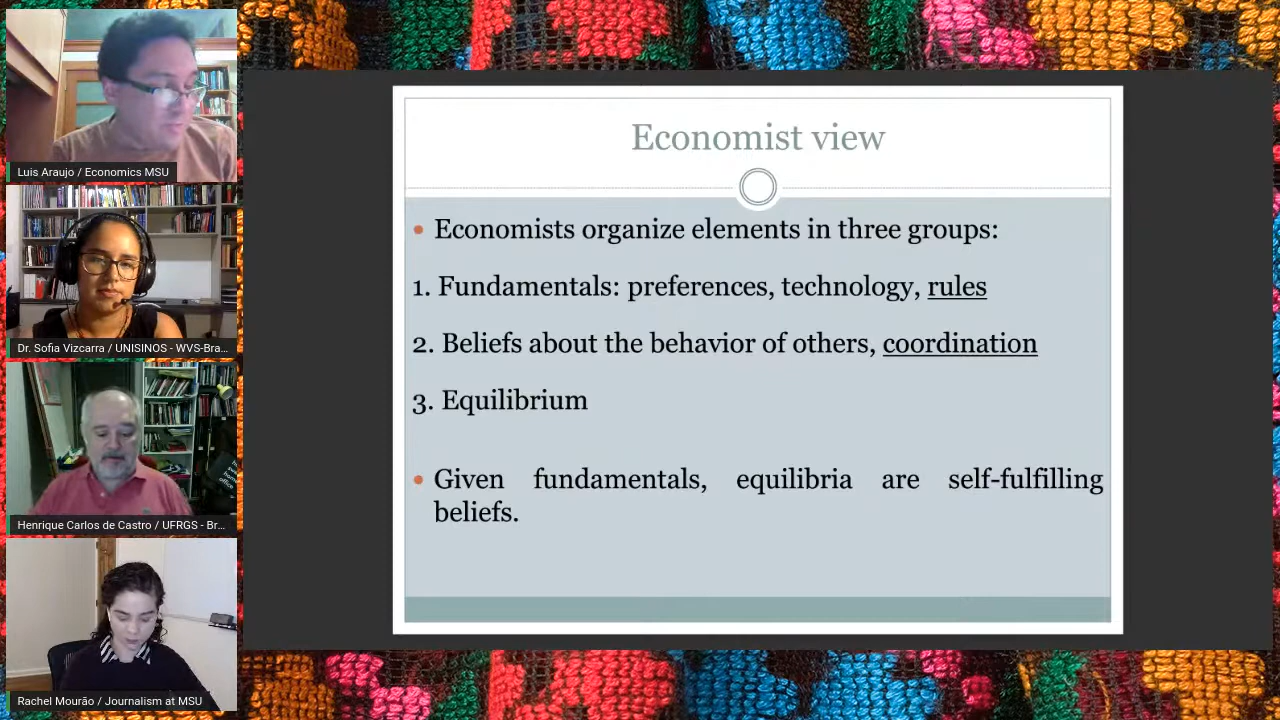 Luis Araujo / Economics MSU
Dr. Sofia Vizcarra / UNISINOS - WVS-Bra...
Henrique Carlos de Castro / UFRGS - Br...
Rachel Mourão / Journalism at MSU
Economist view
• Economists organize elements in three groups:
1. Fundamentals: preferences, technology, rules
2. Beliefs about the behavior of others, coordination
3. Equilibrium
• Given fundamentals, equilibria are self-fulfilling
beliefs.